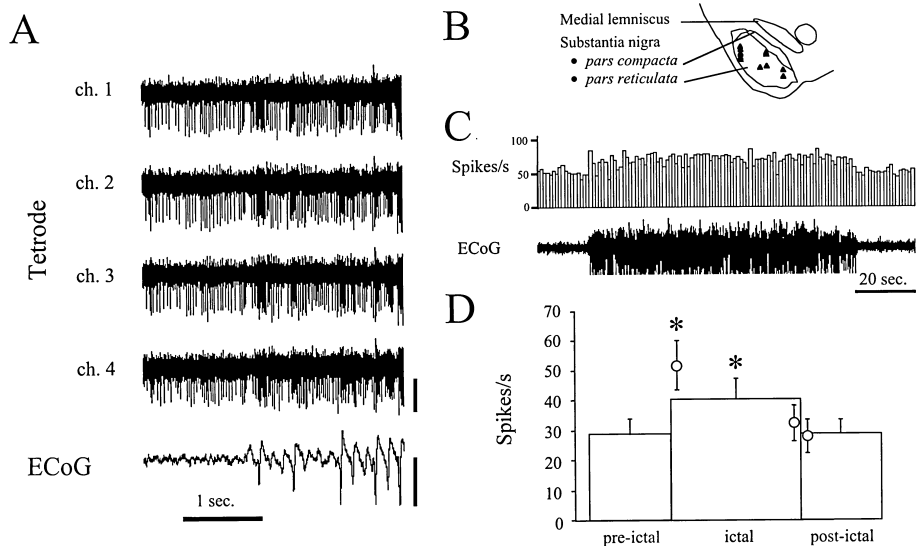 A
ch. 1
ch. 2
Tetrode
ch. 3
ch. 4
ECoG
1 sec.
B
Medial lemniscus
Substantia nigra
• pars compacta
• pars reticulata
C
100
Spikes/s
50
0
ECoG
20 sec.
D
70
60
*
50
*
40
Spikes/s
30
20
10
0
pre-ictal ictal post-ictal